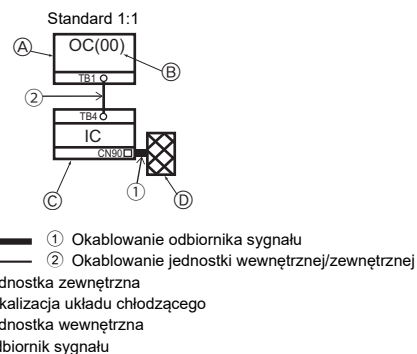 Standard 1:1
Ⓐ OC(00) Ⓑ
TB1
②
TB4
IC
CN90
Ⓒ ① Ⓓ
① Okablowanie odbiornika sygnału
② Okablowanie jednostki wewnętrznej/zewnętrznej
dnostka zewnętrzna
kalizacja układu chłodzącego
dnostka wewnętrzna
dbiornik sygnału